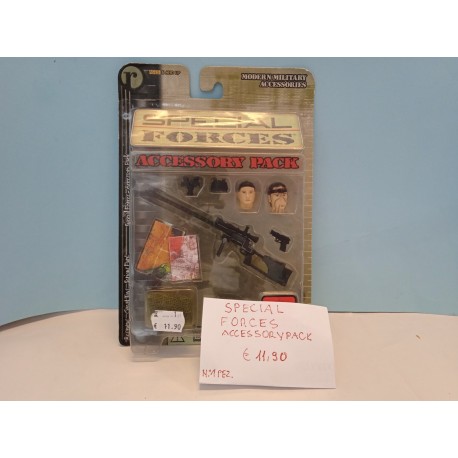 MODERN MILITARY
ACCESSORIES
SPECIAL
FORCES
ACCESSORY PACK
€ 11.90
SPECIAL
FORCES
ACCESSORY PACK
€ 11,90